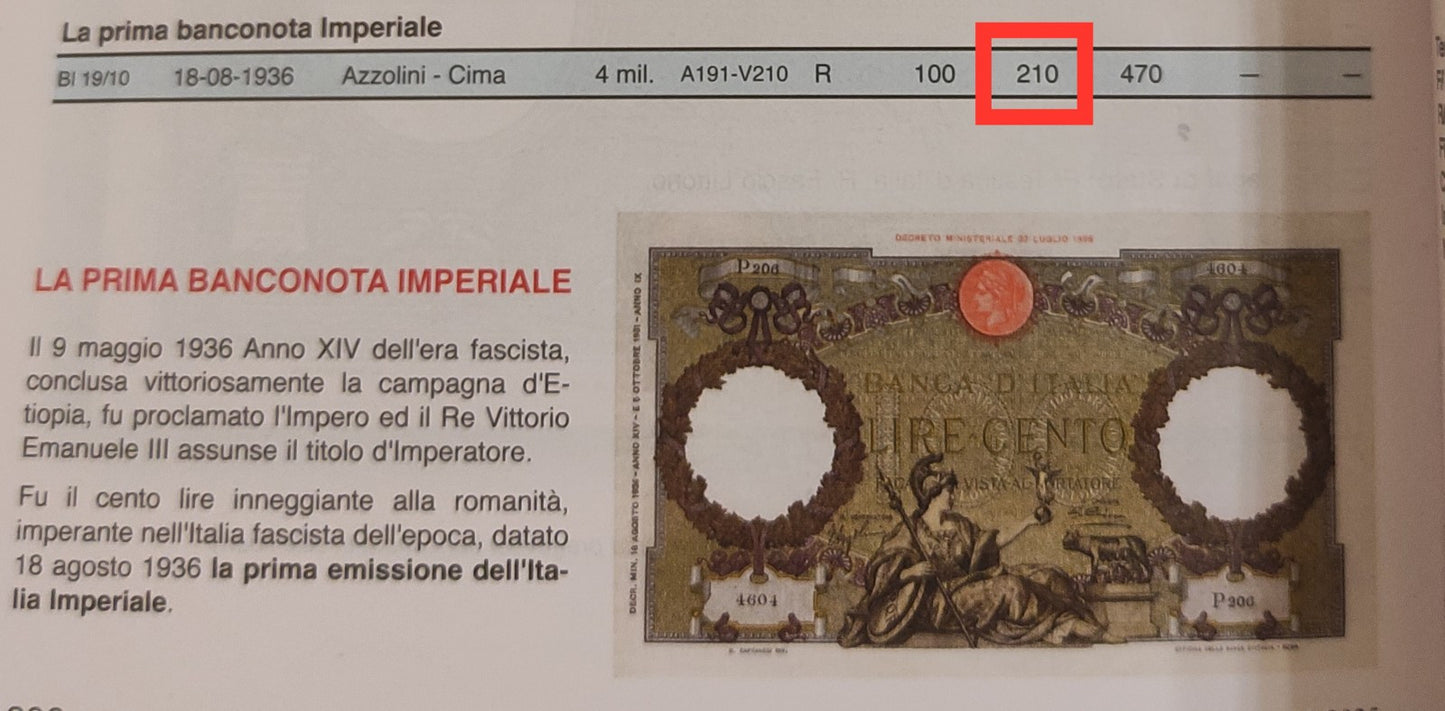 La prima banconota Imperiale
BI 19/10 18-08-1936 Azzolini - Cima 4 mil. A191-V210 R 100 210 470 — —
LA PRIMA BANCONOTA IMPERIALE
Il 9 maggio 1936 Anno XIV dell'era fascista,
conclusa vittoriosamente la campagna d'E-
tiopia, fu proclamato l'Impero ed il Re Vittorio
Emanuele III assunse il titolo d'Imperatore.
Fu il cento lire inneggiante alla romanità,
imperante nell'Italia fascista dell'epoca, datato
18 agosto 1936 la prima emissione dell'Ita-
lia Imperiale.
DECRETO MINISTERIALE
P206 4604
BANCA D'ITALIA
LIRE CENTO
VISTA AL
4604 P206